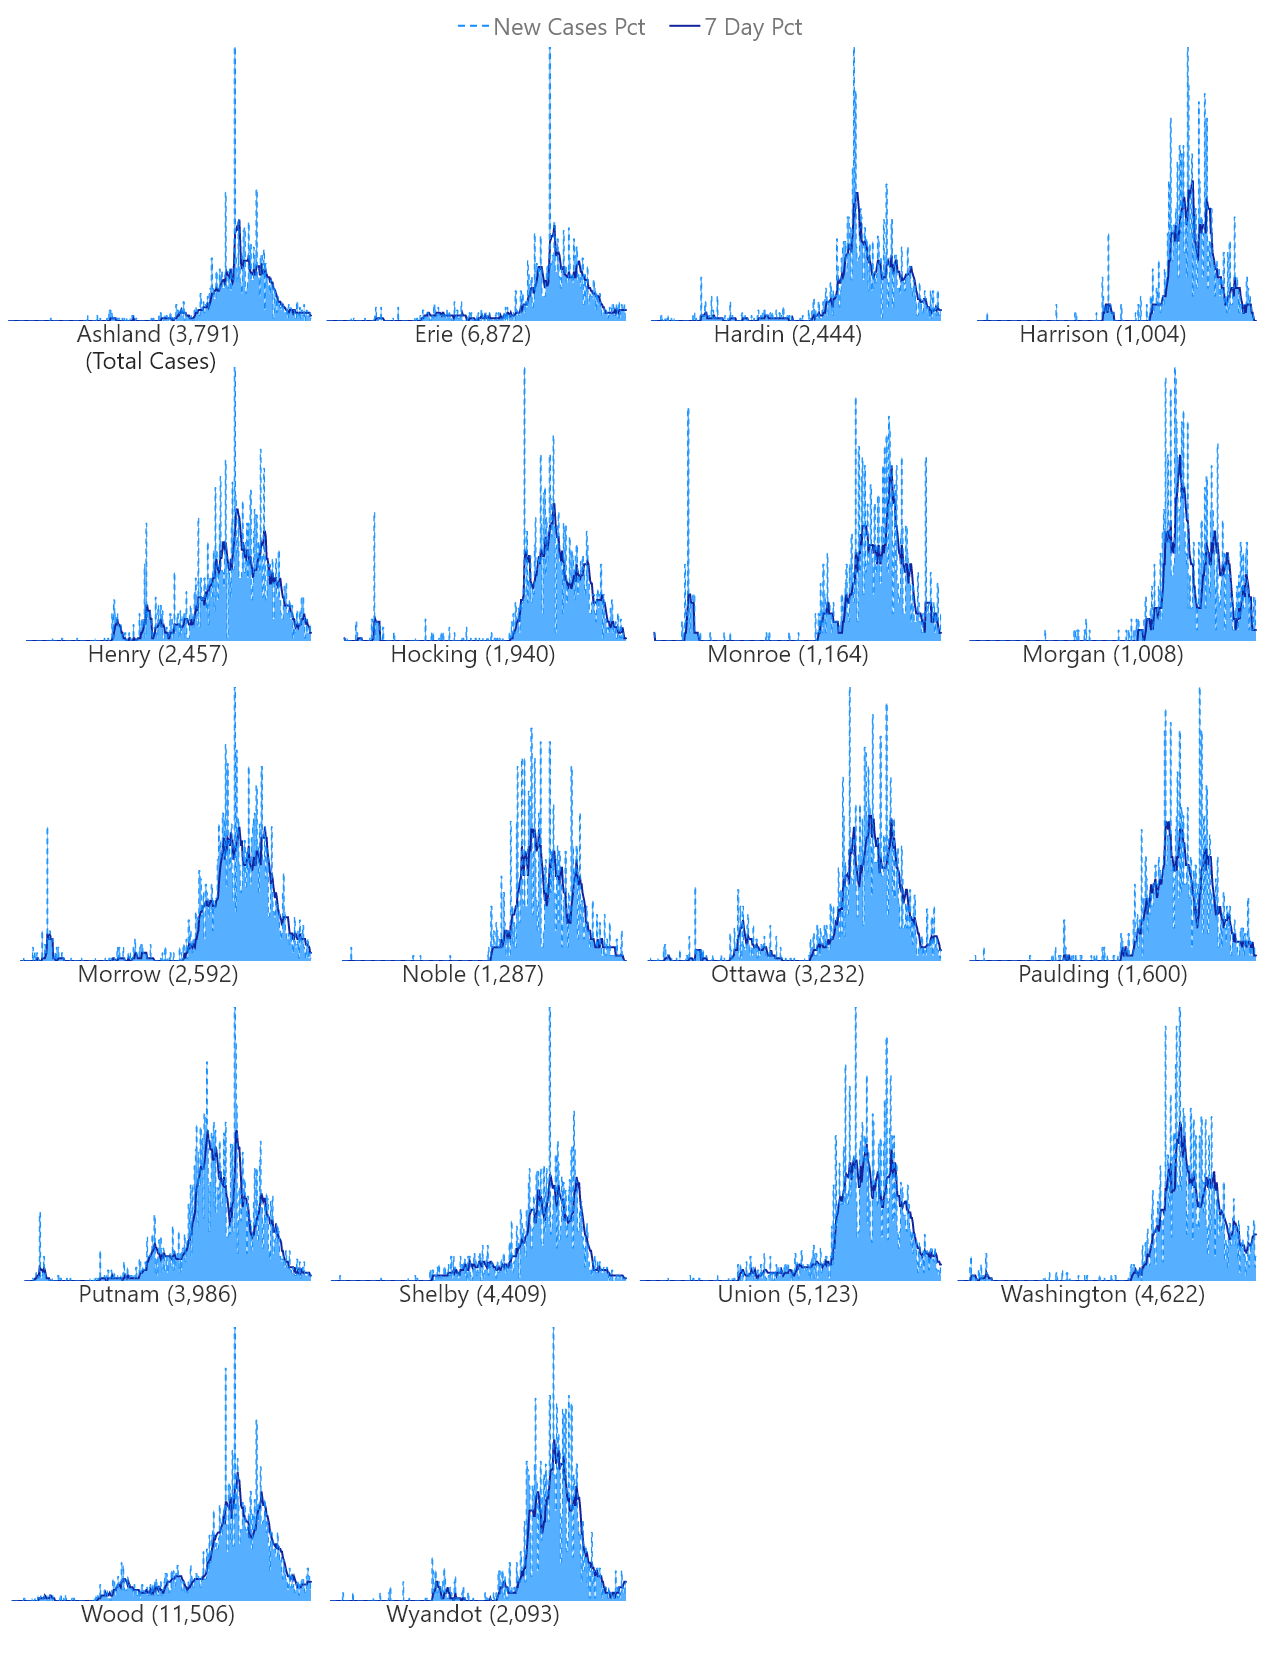 New Cases Pct 7 Day Pct
Ashland (3,791) Erie (6,872) Hardin (2,444) Harrison (1,004)
(Total Cases)
Henry (2,457) Hocking (1,940) Monroe (1,164) Morgan (1,008)
Morrow (2,592) Noble (1,287) Ottawa (3,232) Paulding (1,600)
Putnam (3,986) Shelby (4,409) Union (5,123) Washington (4,622)
Wood (11,506) Wyandot (2,093)